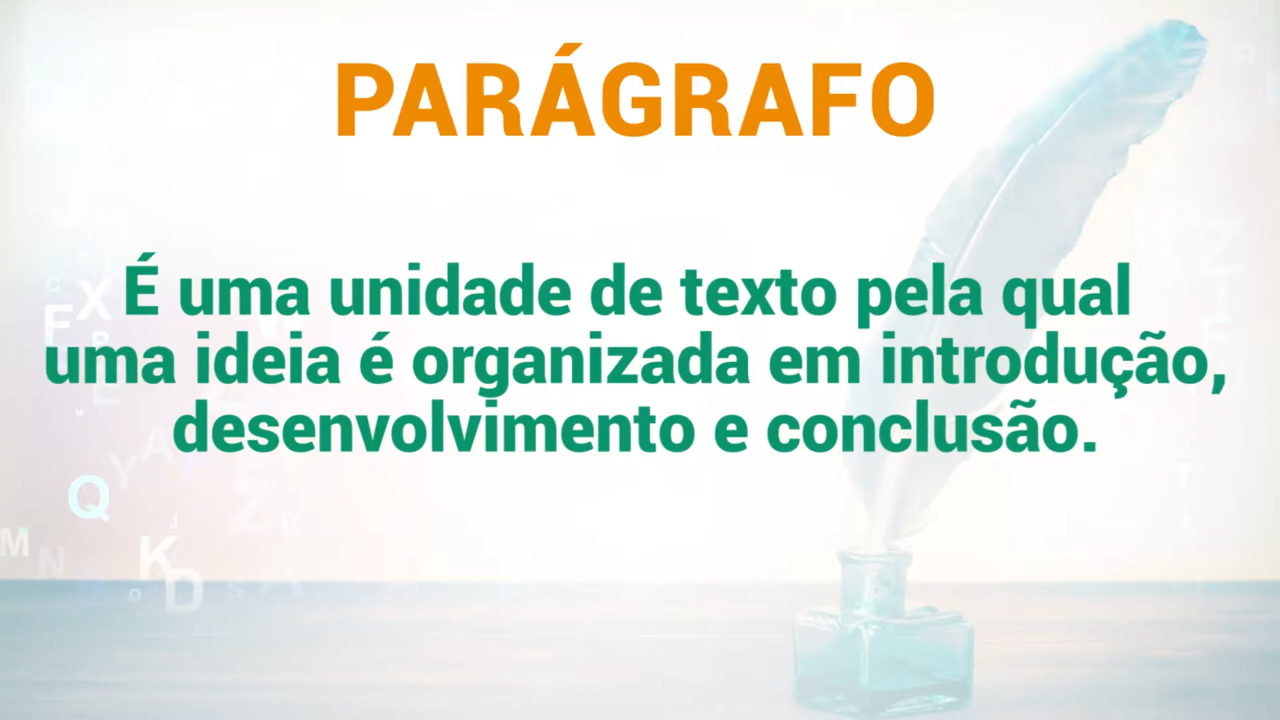 PARÁGRAFO
É uma unidade de texto pela qual
uma ideia é organizada em introdução,
desenvolvimento e conclusão.